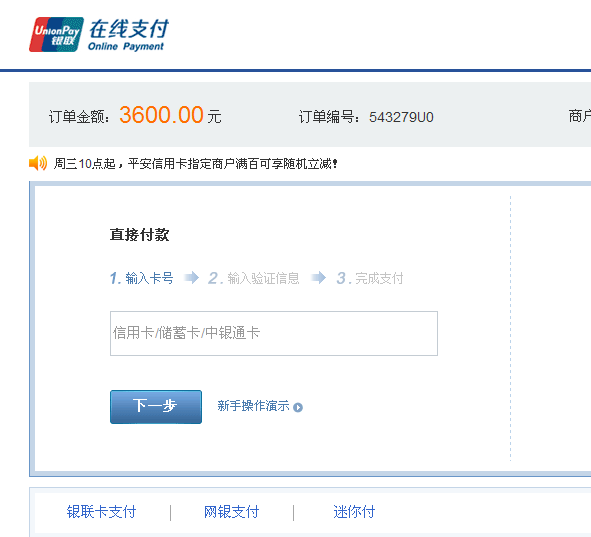 UnionPay 银联 在线支付
Online Payment
订单金额：3600.00元 订单编号：543279U0 商户
周三10点起，平安信用卡指定商户满百可享随机立减！
直接付款
1. 输入卡号 2. 输入验证信息 3. 完成支付
信用卡/储蓄卡/中银通卡
下一步 新手操作演示
银联卡支付 网银支付 迷你付